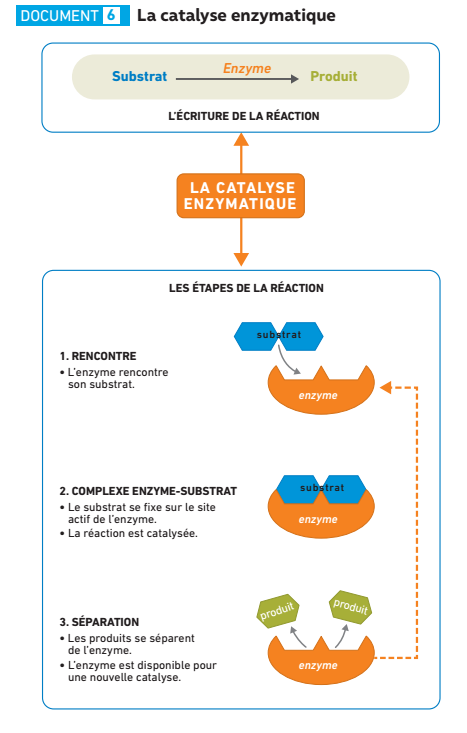 DOCUMENT 6 La catalyse enzymatique
Enzyme
Substrat Produit
L'ÉCRITURE DE LA RÉACTION
LA CATALYSE
ENZYMATIQUE
LES ÉTAPES DE LA RÉACTION
substrat
1. RENCONTRE
• L'enzyme rencontre
son substrat.
enzyme
2. COMPLEXE ENZYME-SUBSTRAT
• Le substrat se fixe sur le site
actif de l'enzyme.
• La réaction est catalysée.
substrat
enzyme
produit
produit
3. SÉPARATION
• Les produits se séparent
de l'enzyme.
• L'enzyme est disponible pour
une nouvelle catalyse.
enzyme